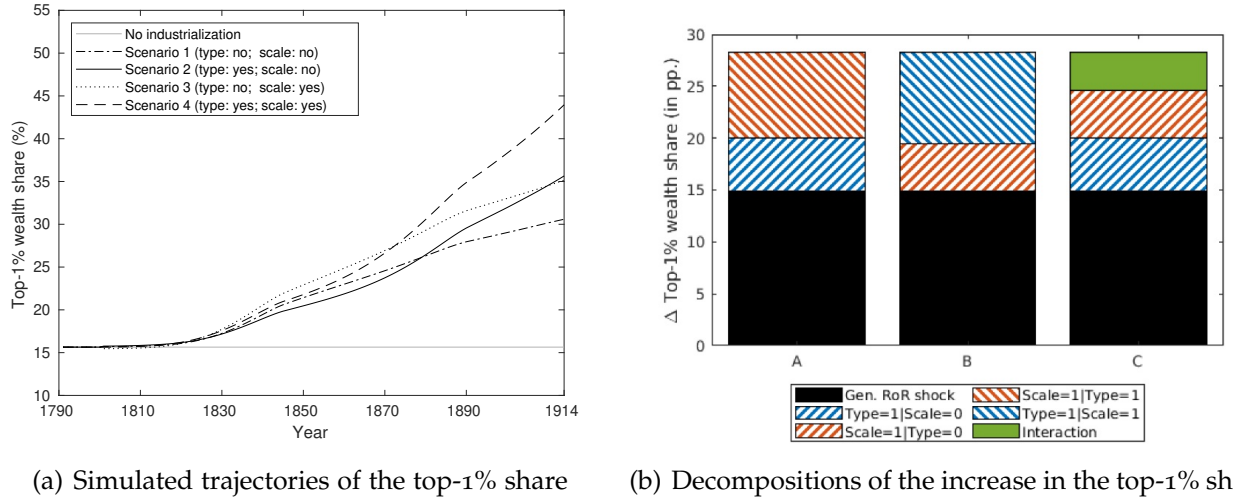 55
50
45
40
35
30
25
20
15
10
Top-1% wealth share (%)
No industrialization
Scenario 1 (type: no; scale: no)
Scenario 2 (type: yes; scale: no)
Scenario 3 (type: no; scale: yes)
Scenario 4 (type: yes; scale: yes)
1790 1810 1830 1850 1870 1890 1914
Year
30
25
20
15
10
5
0
Δ Top-1% wealth share (in pp.)
A B C
Gen. RoR shock Scale=1|Type=1
Type=1|Scale=0 Type=1|Scale=1
Scale=1|Type=0 Interaction
(a) Simulated trajectories of the top-1% share
(b) Decompositions of the increase in the top-1% sh